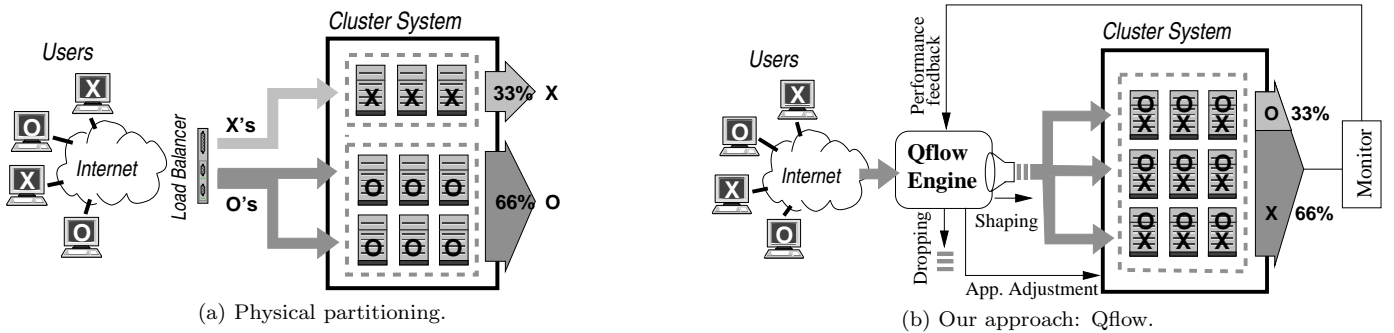 Cluster System
Users
X
O
X
O
Internet
Load Balancer
X's
O's
X X X
O O O
O O O
33% X
66% O
(a) Physical partitioning.
Cluster System
Users
X
O
X
O
Internet
Performance
feedback
Qflow
Engine
Shaping
Dropping
App. Adjustment
O O O
X X X
O O O
X X X
O O O
X X X
O 33%
X 66%
Monitor
(b) Our approach: Qflow.